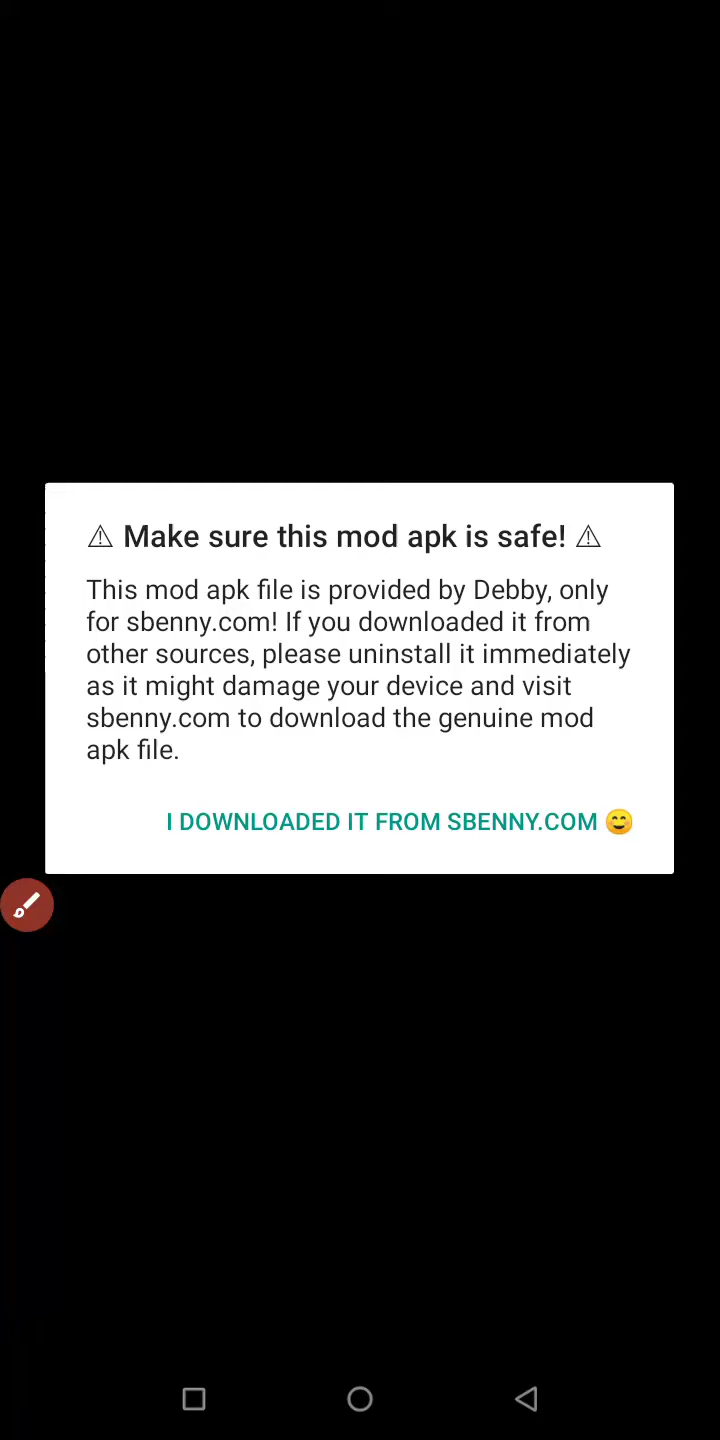 ⚠ Make sure this mod apk is safe! ⚠
This mod apk file is provided by Debby, only
for sbenny.com! If you downloaded it from
other sources, please uninstall it immediately
as it might damage your device and visit
sbenny.com to download the genuine mod
apk file.
I DOWNLOADED IT FROM SBENNY.COM 😊